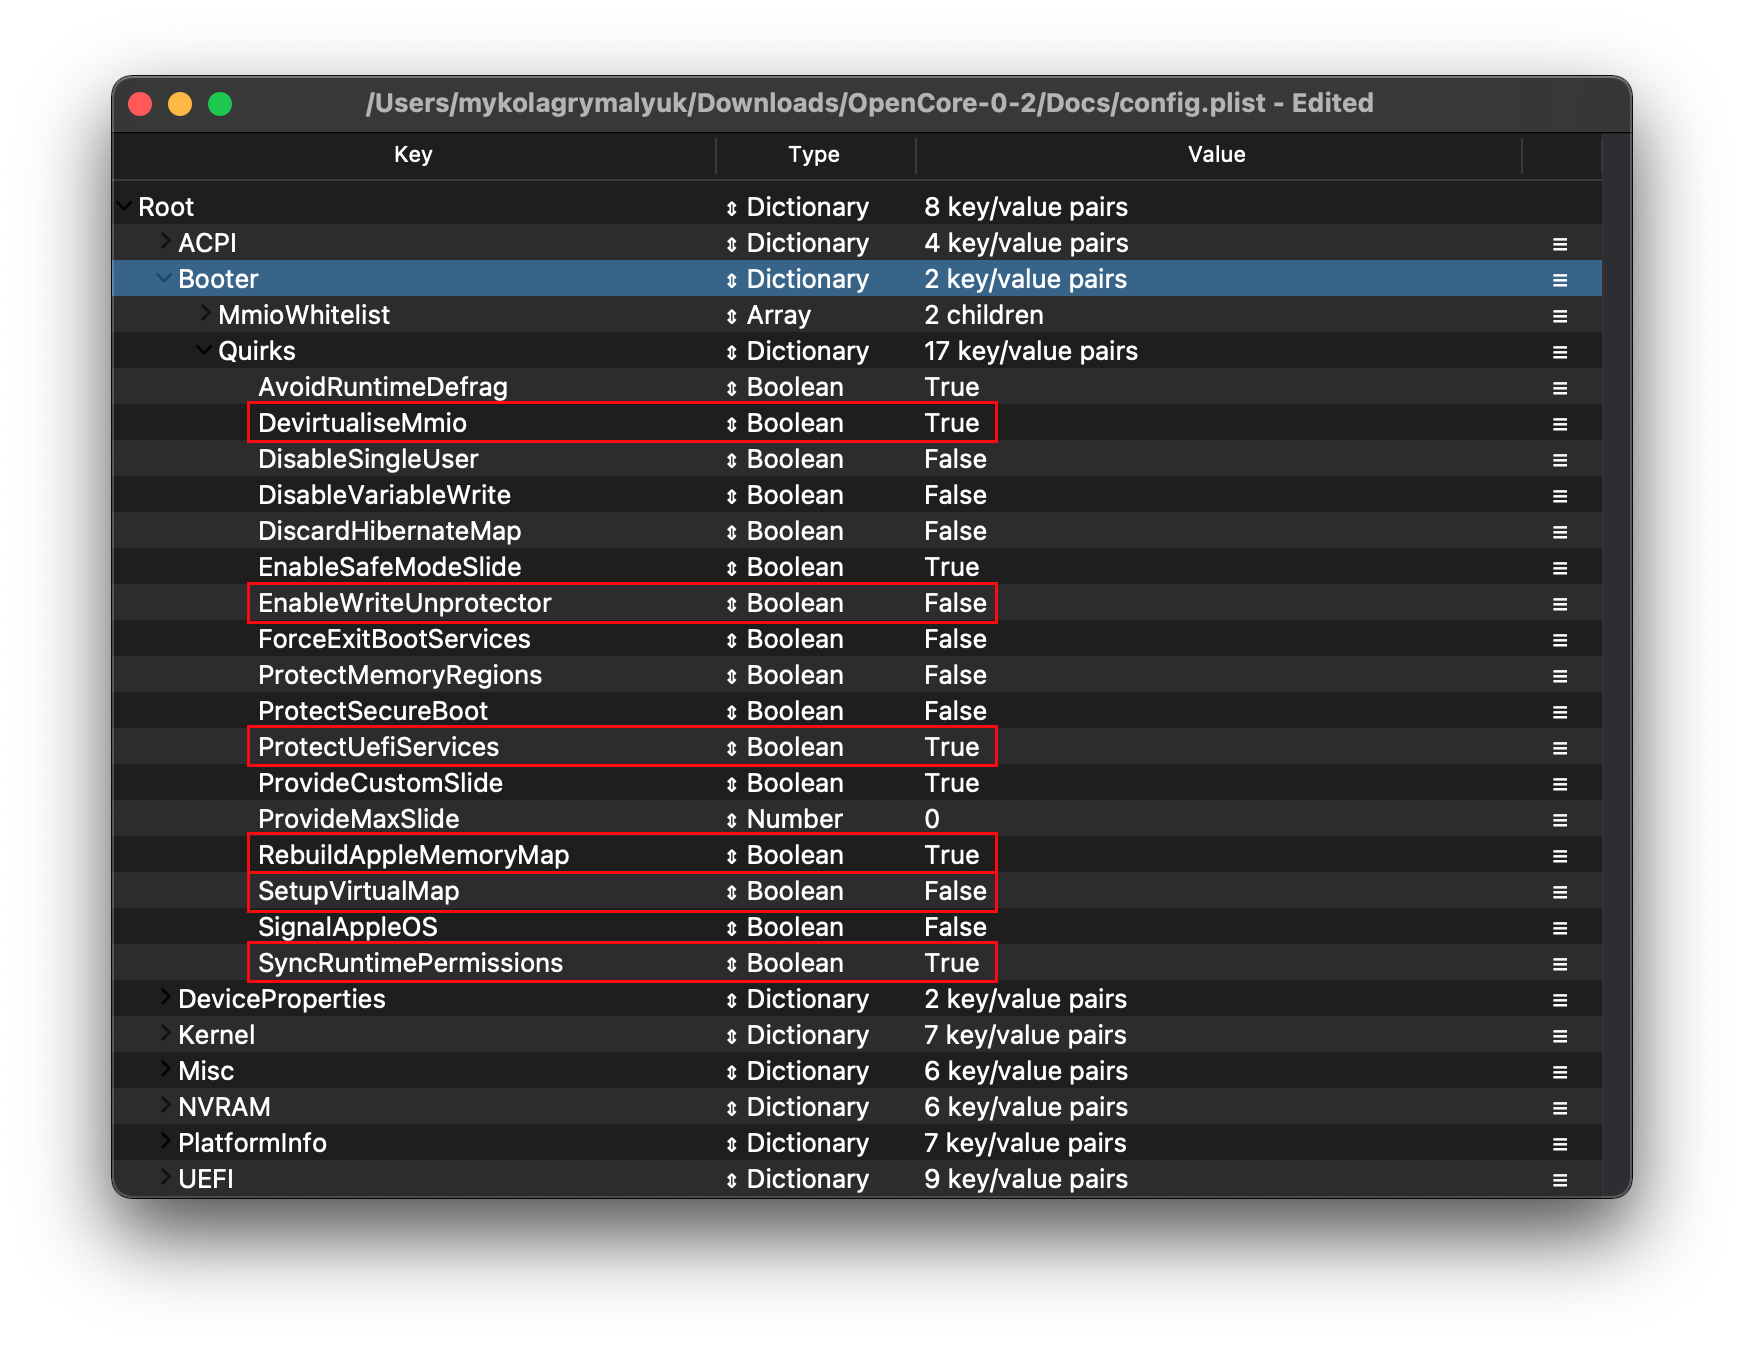 /Users/mykolagrymalyuk/Downloads/OpenCore-0-2/Docs/config.plist - Edited
Key Type Value
Root Dictionary 8 key/value pairs
ACPI Dictionary 4 key/value pairs
Booter Dictionary 2 key/value pairs
MmioWhitelist Array 2 children
Quirks Dictionary 17 key/value pairs
AvoidRuntimeDefrag Boolean True
DevirtualiseMmio Boolean True
DisableSingleUser Boolean False
DisableVariableWrite Boolean False
DiscardHibernateMap Boolean False
EnableSafeModeSlide Boolean True
EnableWriteUnprotector Boolean False
ForceExitBootServices Boolean False
ProtectMemoryRegions Boolean False
ProtectSecureBoot Boolean False
ProtectUefiServices Boolean True
ProvideCustomSlide Boolean True
ProvideMaxSlide Number 0
RebuildAppleMemoryMap Boolean True
SetupVirtualMap Boolean False
SignalAppleOS Boolean False
SyncRuntimePermissions Boolean True
DeviceProperties Dictionary 2 key/value pairs
Kernel Dictionary 7 key/value pairs
Misc Dictionary 6 key/value pairs
NVRAM Dictionary 6 key/value pairs
PlatformInfo Dictionary 7 key/value pairs
UEFI Dictionary 9 key/value pairs